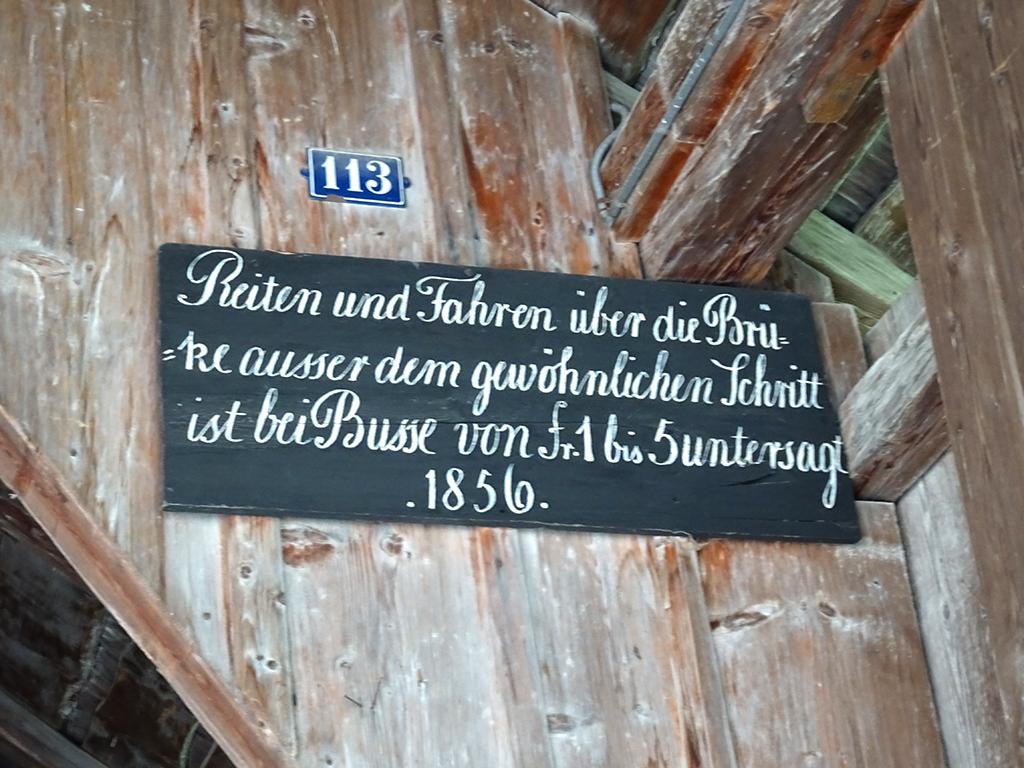 113
Reiten und Fahren über die Brü=
=ke ausser dem gewöhnlichen Schritt
ist bei Busse von fr. 1 bis 5 untersagt
. 1856 .